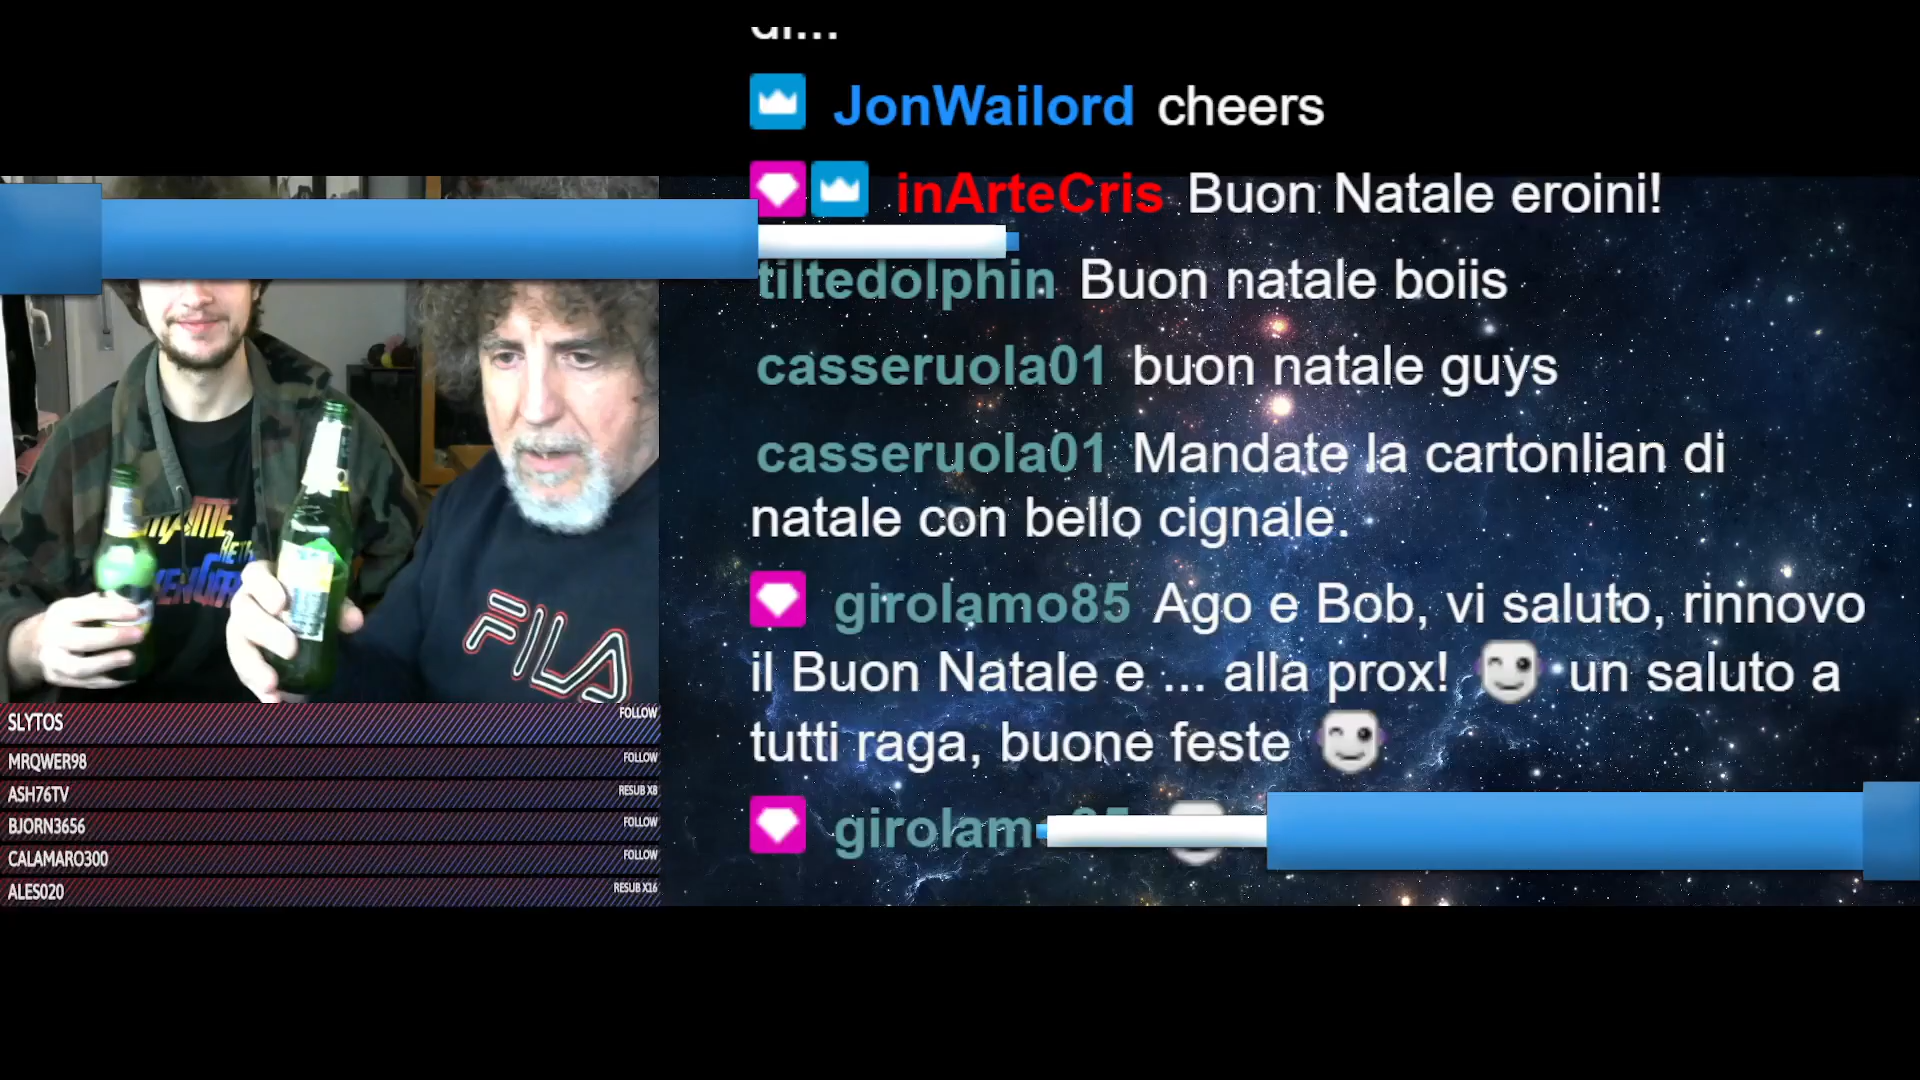 di...
JonWailord cheers
inArteCris Buon Natale eroini!
tiltedolphin Buon natale boiis
casseruola01 buon natale guys
casseruola01 Mandate la cartonlian di
natale con bello cignale.
girolamo85 Ago e Bob, vi saluto, rinnovo
il Buon Natale e ... alla prox! un saluto a
tutti raga, buone feste
girolam
FILA
SLYTOS FOLLOW
MRQWER98 FOLLOW
ASH76TV RESUB X8
BJORN3656 FOLLOW
CALAMARO300 FOLLOW
ALES020 RESUB X16